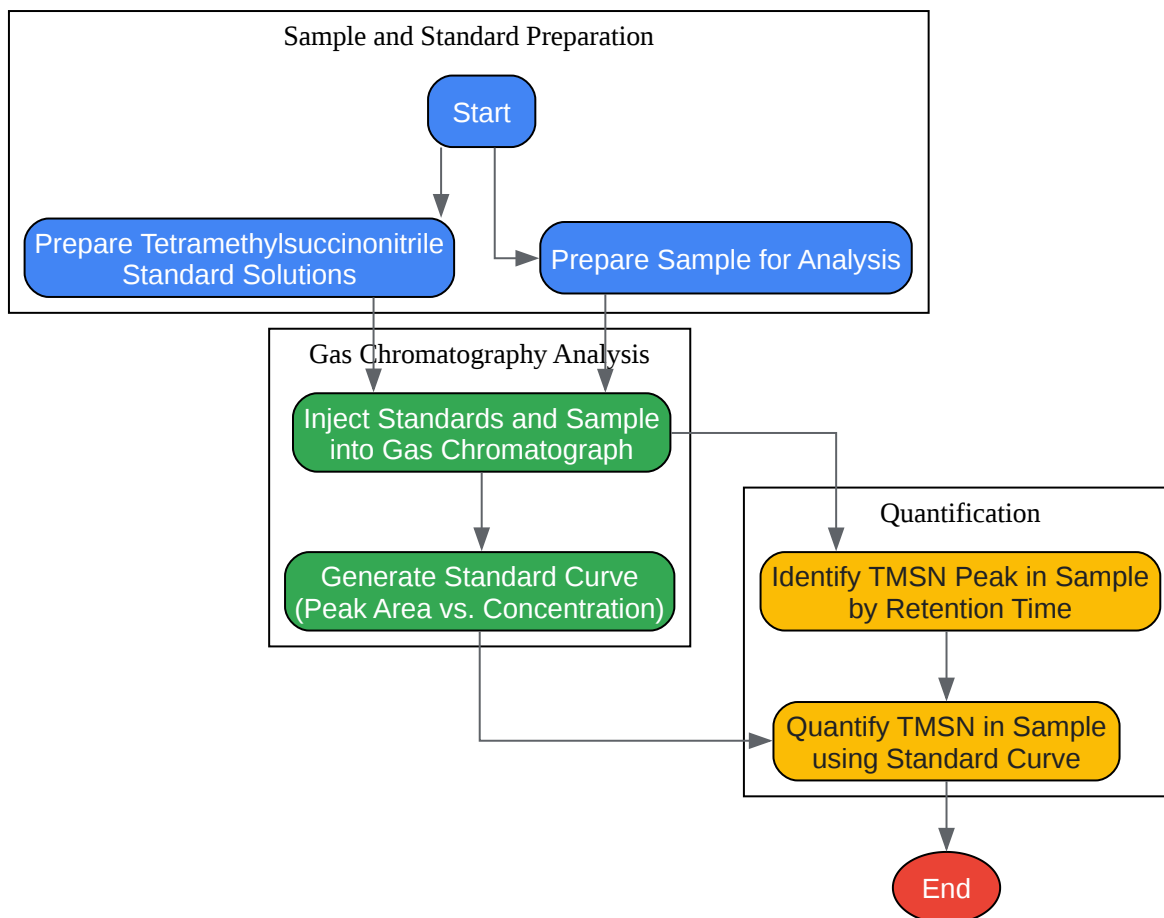 Sample and Standard Preparation
Start
Prepare Tetramethylsuccinonitrile
Standard Solutions
Prepare Sample for Analysis
Gas Chromatography Analysis
Inject Standards and Sample
into Gas Chromatograph
Generate Standard Curve
(Peak Area vs. Concentration)
Quantification
Identify TMSN Peak in Sample
by Retention Time
Quantify TMSN in Sample
using Standard Curve
End